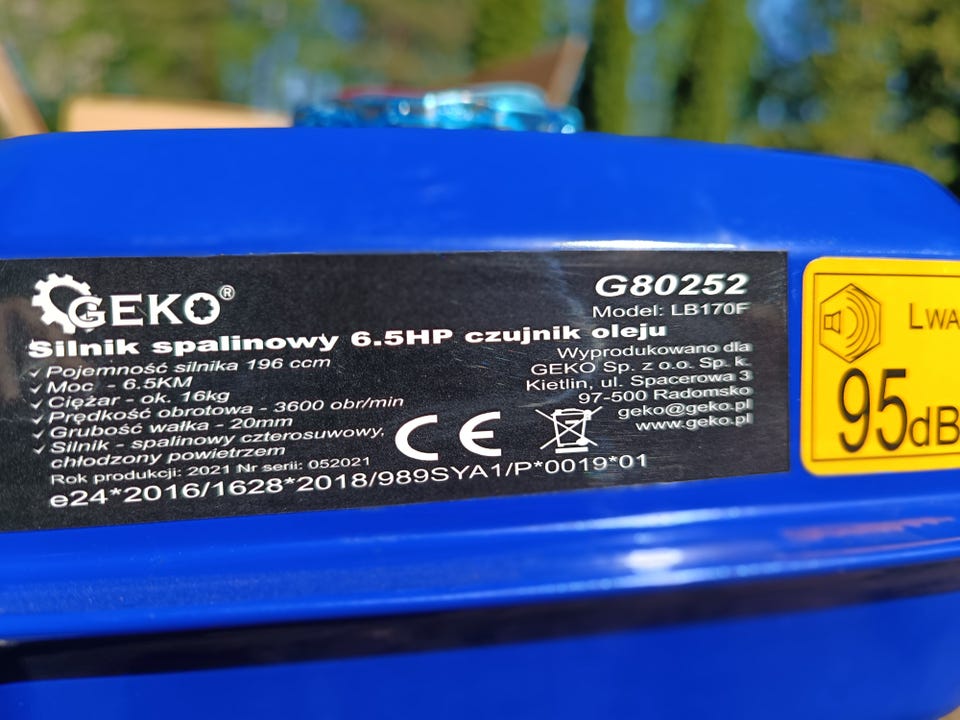 GEKO®
Silnik spalinowy 6.5HP czujnik oleju
✓ Pojemność silnika 196 ccm
✓ Moc - 6.5KM
✓ Ciężar - ok. 16kg
✓ Prędkość obrotowa - 3600 obr/min
✓ Grubość wałka - 20mm
✓ Silnik - spalinowy czterosuwowy,
chłodzony powietrzem
Rok produkcji: 2021 Nr serii: 052021
e24*2016/1628*2018/989SYA1/P*0019*01
G80252
Model: LB170F
Wyprodukowano dla
GEKO Sp. z o.o. Sp. k.
Kietlin, ul. Spacerowa 3
97-500 Radomsko
geko@geko.pl
www.geko.pl
CE
LWA
95dB